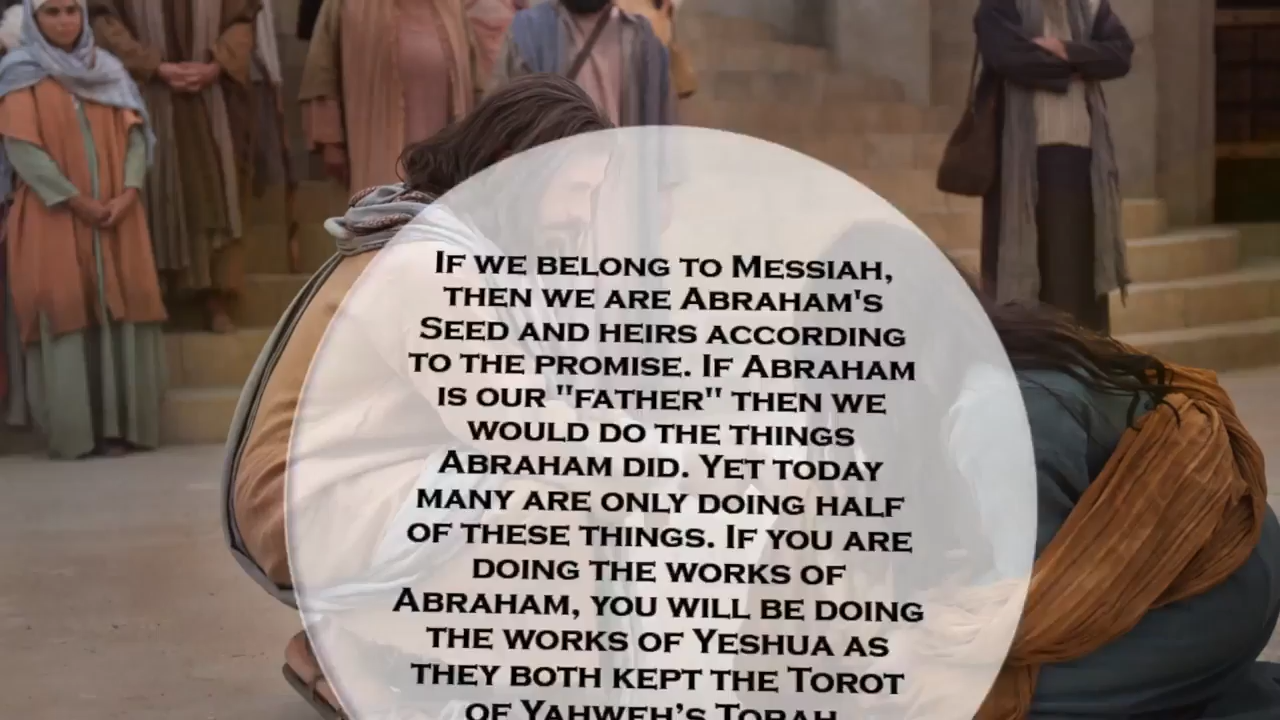 If we belong to Messiah,
then we are Abraham's
Seed and heirs according
to the promise. If Abraham
is our "father" then we
would do the things
Abraham did. Yet today
many are only doing half
of these things. If you are
doing the works of
Abraham, you will be doing
the works of Yeshua as
they both kept the Torot
of Yahweh’s Torah